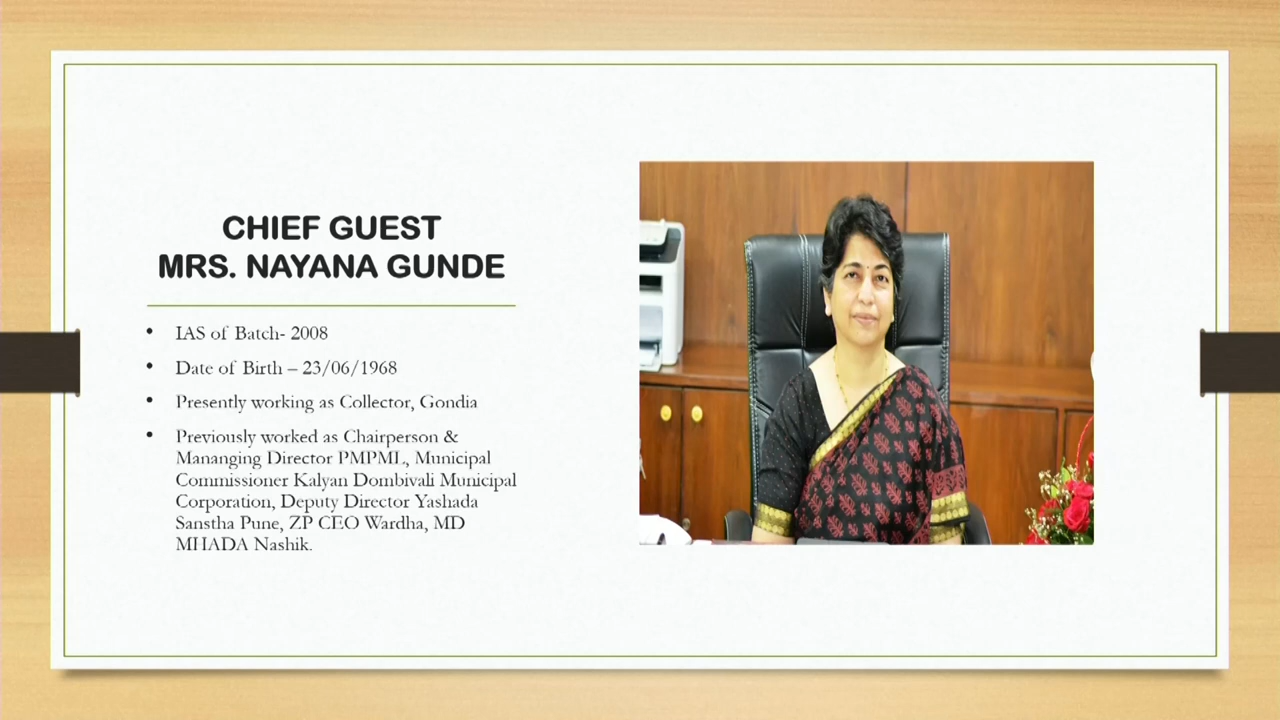 CHIEF GUEST
MRS. NAYANA GUNDE
• IAS of Batch- 2008
• Date of Birth – 23/06/1968
• Presently working as Collector, Gondia
• Previously worked as Chairperson &
Mananging Director PMPML, Municipal
Commissioner Kalyan Dombivali Municipal
Corporation, Deputy Director Yashada
Sanstha Pune, ZP CEO Wardha, MD
MHADA Nashik.